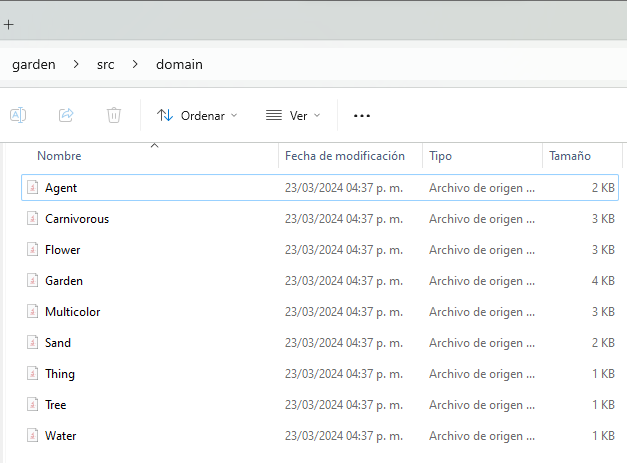 garden > src > domain
Ordenar Ver ...
Nombre Fecha de modificación Tipo Tamaño
Agent 23/03/2024 04:37 p. m. Archivo de origen ... 2 KB
Carnivorous 23/03/2024 04:37 p. m. Archivo de origen ... 3 KB
Flower 23/03/2024 04:37 p. m. Archivo de origen ... 3 KB
Garden 23/03/2024 04:37 p. m. Archivo de origen ... 4 KB
Multicolor 23/03/2024 04:37 p. m. Archivo de origen ... 3 KB
Sand 23/03/2024 04:37 p. m. Archivo de origen ... 2 KB
Thing 23/03/2024 04:37 p. m. Archivo de origen ... 1 KB
Tree 23/03/2024 04:37 p. m. Archivo de origen ... 1 KB
Water 23/03/2024 04:37 p. m. Archivo de origen ... 1 KB